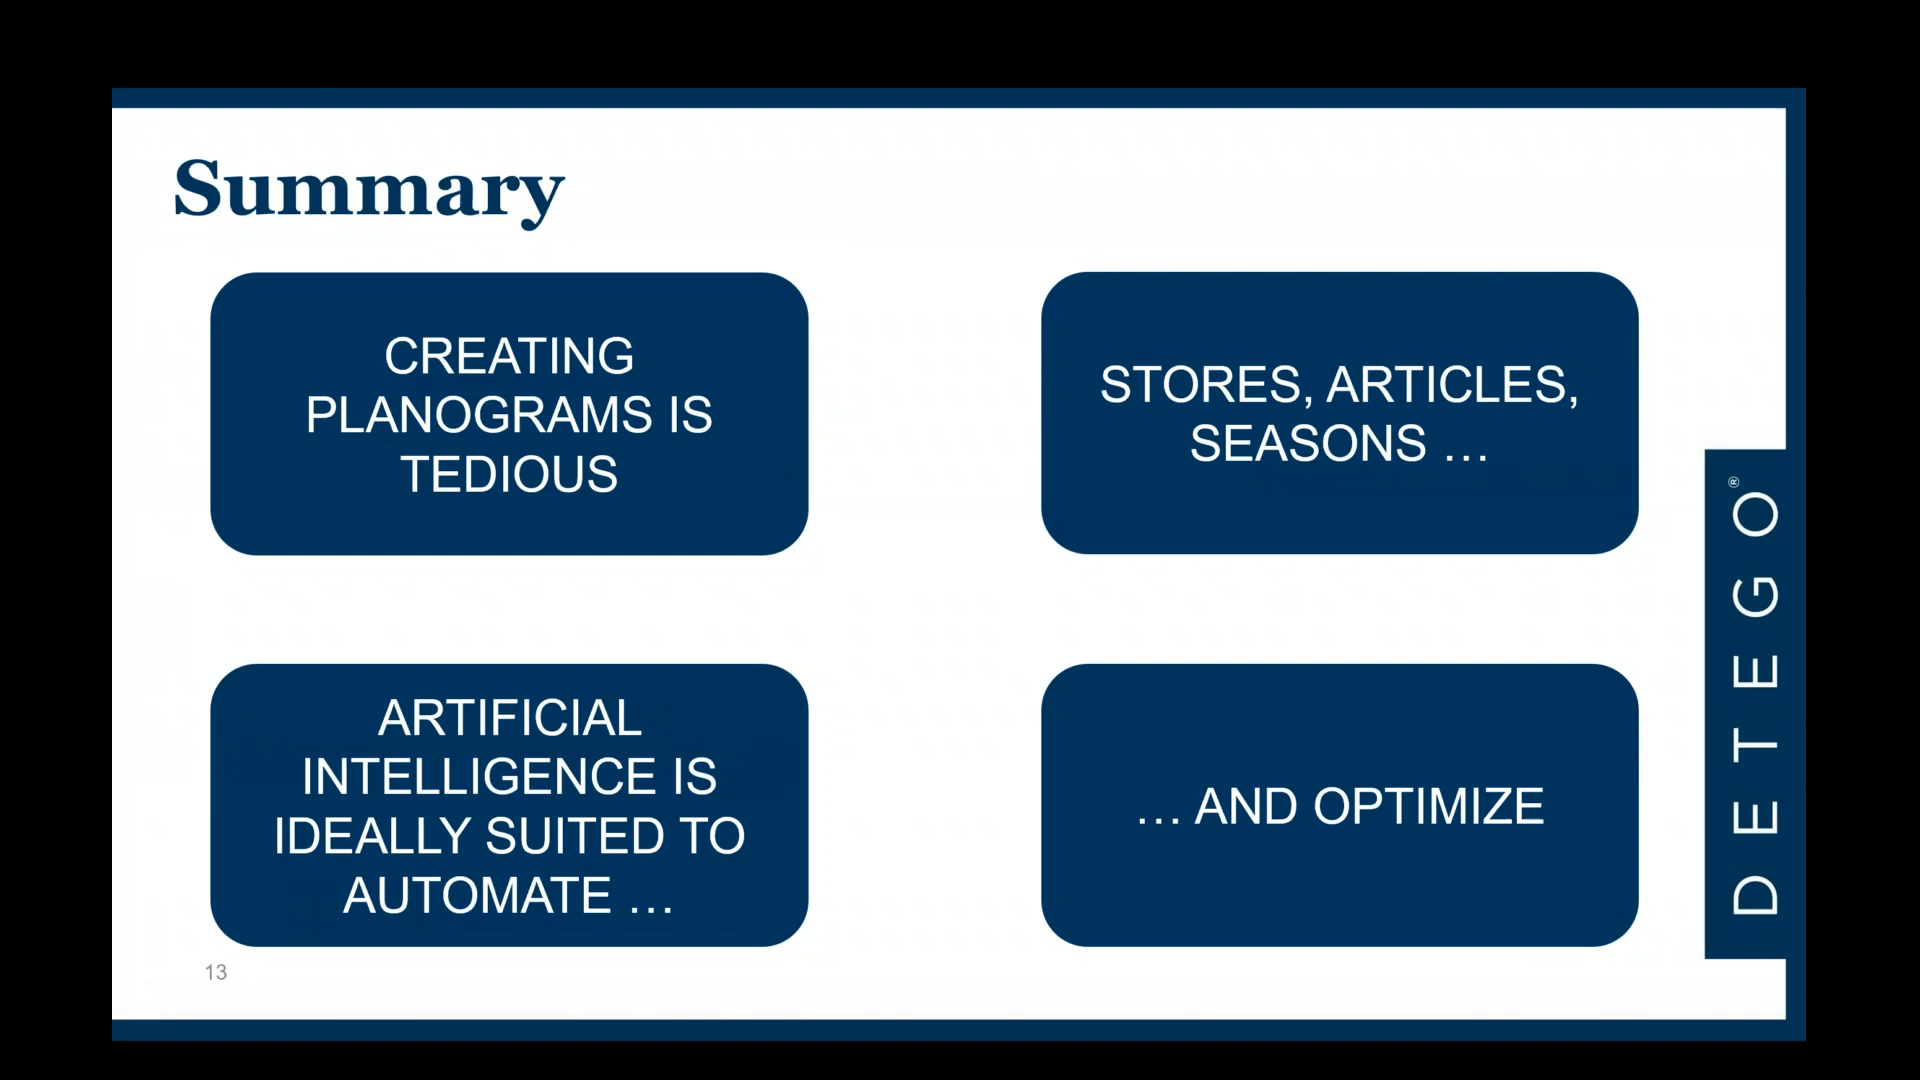 Summary
CREATING
PLANOGRAMS IS
TEDIOUS
STORES, ARTICLES,
SEASONS …
ARTIFICIAL
INTELLIGENCE IS
IDEALLY SUITED TO
AUTOMATE …
… AND OPTIMIZE
DETEGO®
13